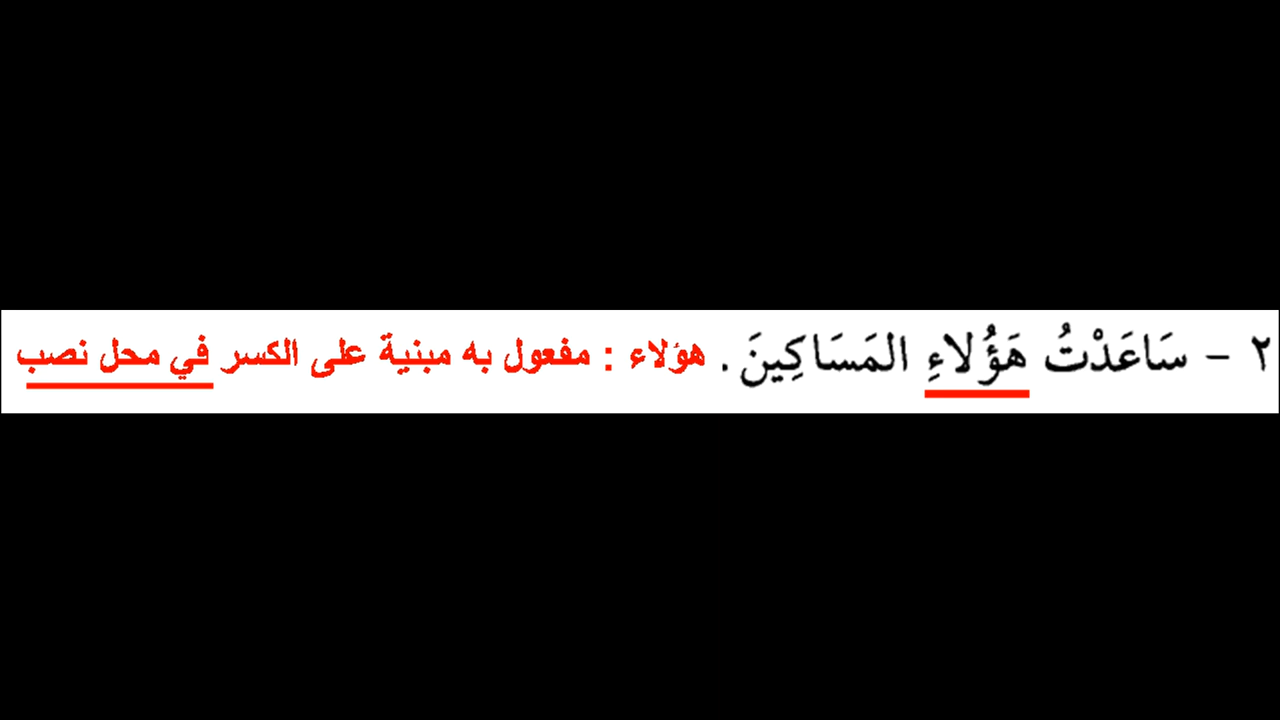 ٢ - سَاعَدْتُ هَؤُلاءِ المَسَاكِينَ . هؤلاء : مفعول به مبنية على الكسر في محل نصب